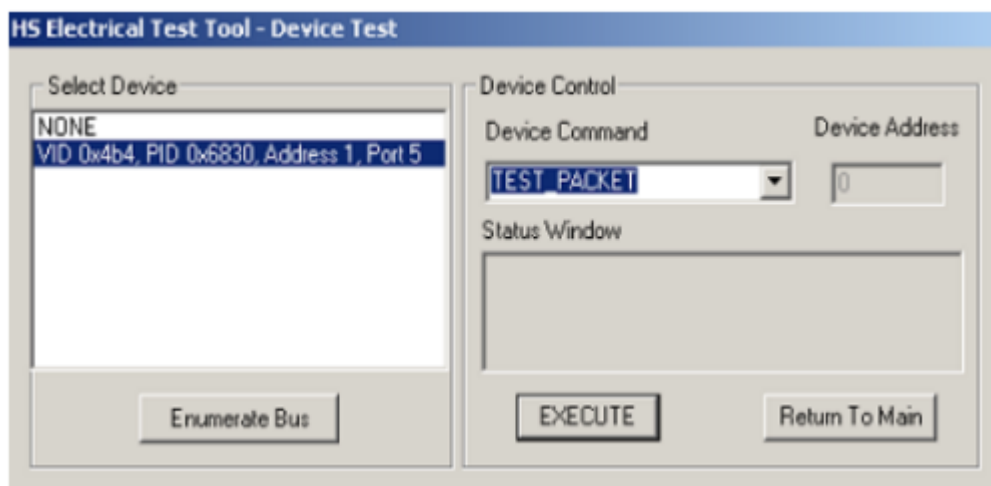 HS Electrical Test Tool - Device Test
Select Device
NONE
VID 0x4b4, PID 0x6830, Address 1, Port 5
Enumerate Bus
Device Control
Device Command
Device Address
TEST_PACKET
0
Status Window
EXECUTE
Return To Main